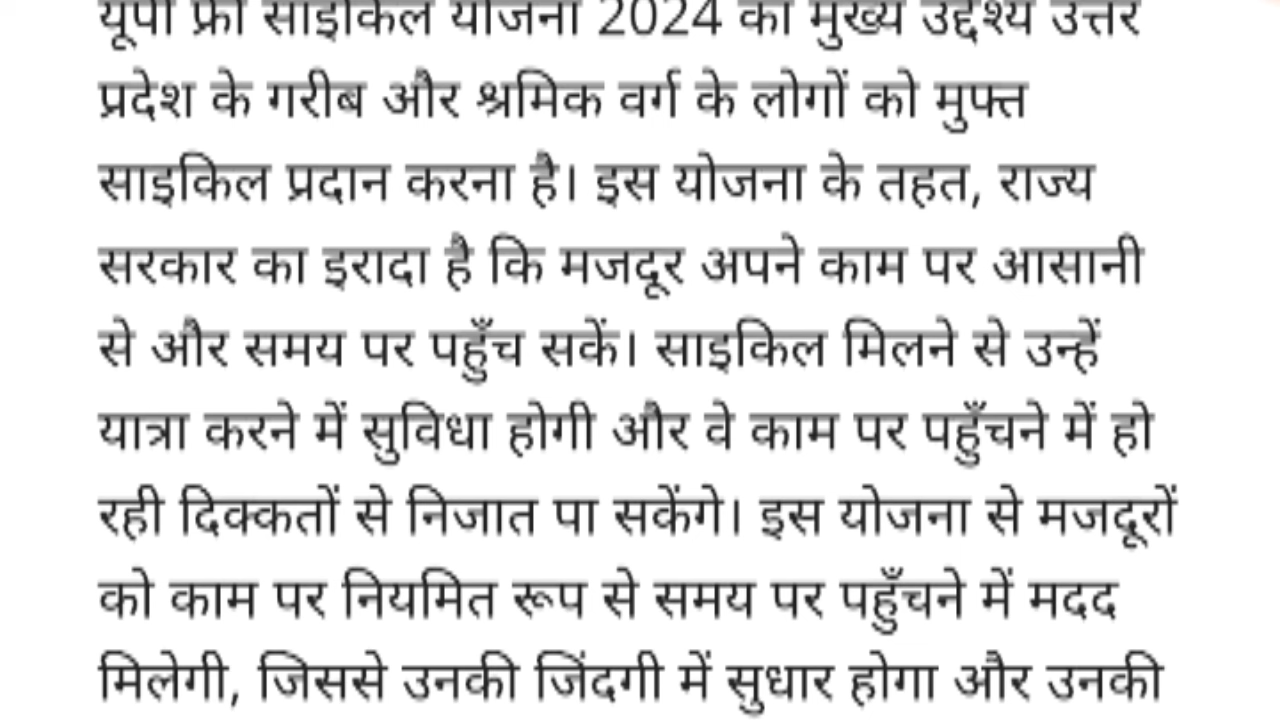 यूपी फ्री साइकिल योजना 2024 का मुख्य उद्देश्य उत्तर
प्रदेश के गरीब और श्रमिक वर्ग के लोगों को मुफ्त
साइकिल प्रदान करना है। इस योजना के तहत, राज्य
सरकार का इरादा है कि मजदूर अपने काम पर आसानी
से और समय पर पहुँच सकें। साइकिल मिलने से उन्हें
यात्रा करने में सुविधा होगी और वे काम पर पहुँचने में हो
रही दिक्कतों से निजात पा सकेंगे। इस योजना से मजदूरों
को काम पर नियमित रूप से समय पर पहुँचने में मदद
मिलेगी, जिससे उनकी जिंदगी में सुधार होगा और उनकी